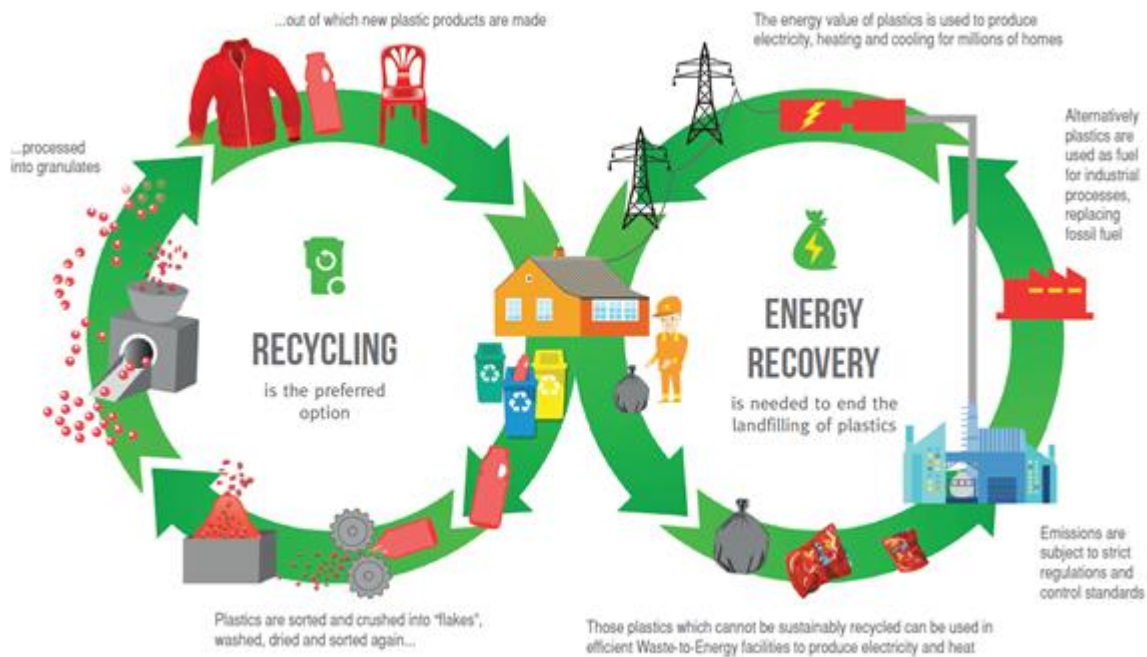 ...out of which new plastic products are made
The energy value of plastics is used to produce
electricity, heating and cooling for millions of homes
...processed
into granulates
Alternatively
plastics are
used as fuel
for industrial
processes,
replacing
fossil fuel
RECYCLING
is the preferred
option
ENERGY
RECOVERY
is needed to end the
landfilling of plastics
Emissions are
subject to strict
regulations and
control standards
Plastics are sorted and crushed into "flakes",
washed, dried and sorted again...
Those plastics which cannot be sustainably recycled can be used in
efficient Waste-to-Energy facilities to produce electricity and heat